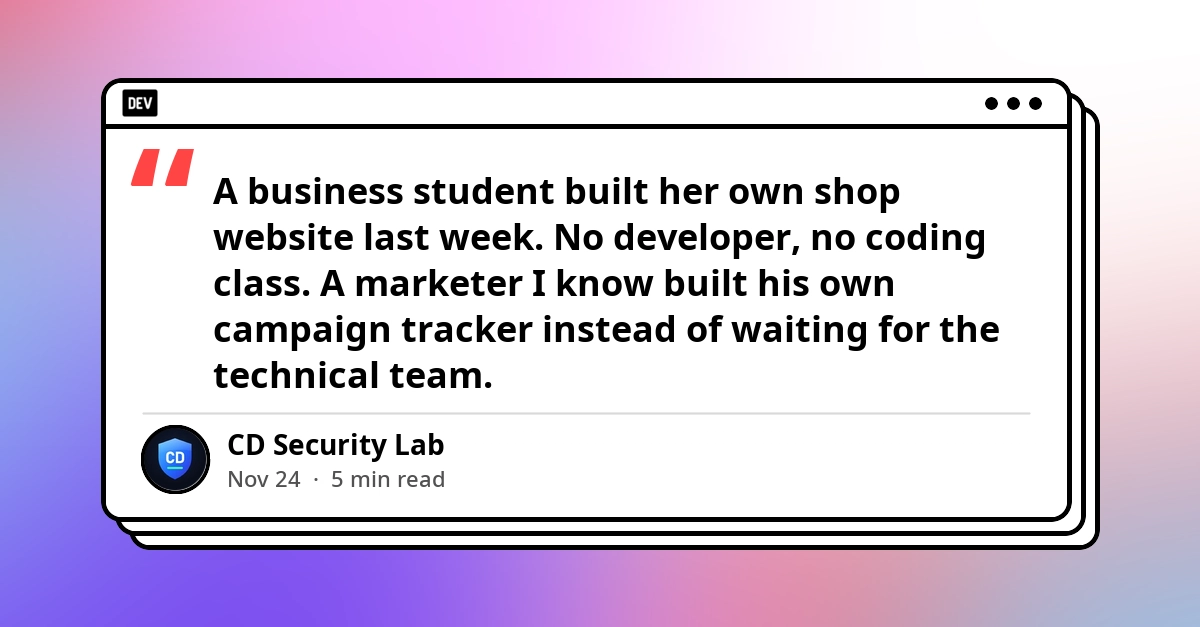 DEV
“ A business student built her own shop
website last week. No developer, no coding
class. A marketer I know built his own
campaign tracker instead of waiting for the
technical team.
CD
CD Security Lab
Nov 24 · 5 min read